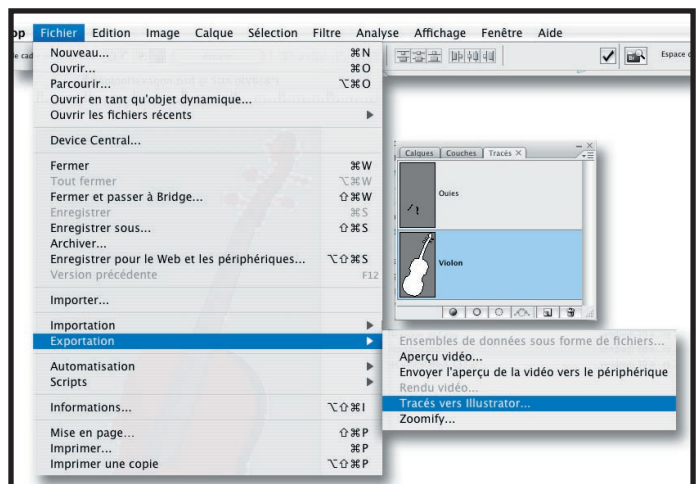 op Fichier Edition Image Calque Sélection Filtre Analyse Affichage Fenêtre Aide
Espace
Nouveau... ⌘N
Ouvrir... ⌘O
Parcourir... ⌥⌘O
Ouvrir en tant qu'objet dynamique...
Ouvrir les fichiers récents ▶
Device Central...
Fermer ⌘W
Tout fermer ⌥⌘W
Fermer et passer à Bridge... ⇧⌘W
Enregistrer ⌘S
Enregistrer sous... ⇧⌘S
Archiver...
Enregistrer pour le Web et les périphériques... ⌥⇧⌘S
Version précédente F12
Importer...
Importation ▶
Exportation ▶
Automatisation ▶
Scripts ▶
Informations... ⌥⇧⌘I
Mise en page... ⇧⌘P
Imprimer... ⌘P
Imprimer une copie ⌥⇧⌘P
Calques Couches Tracés ×
Ouies
Violon
Ensembles de données sous forme de fichiers...
Aperçu vidéo...
Envoyer l'aperçu de la vidéo vers le périphérique
Rendu vidéo...
Tracés vers Illustrator...
Zoomify...